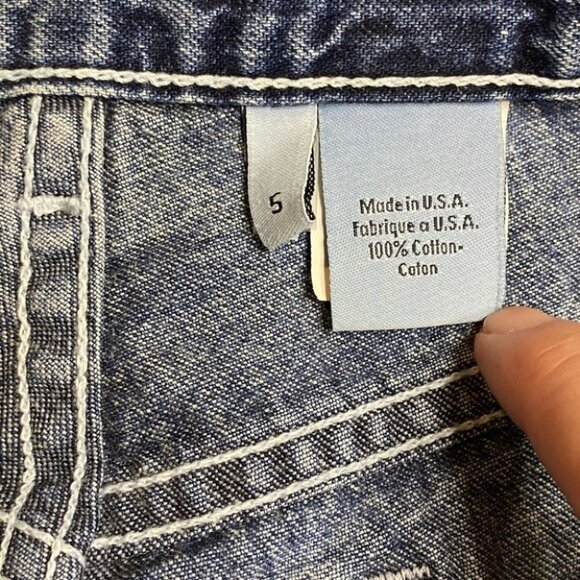 5
Made in U.S.A.
Fabrique a U.S.A.
100% Cotton-
Coton